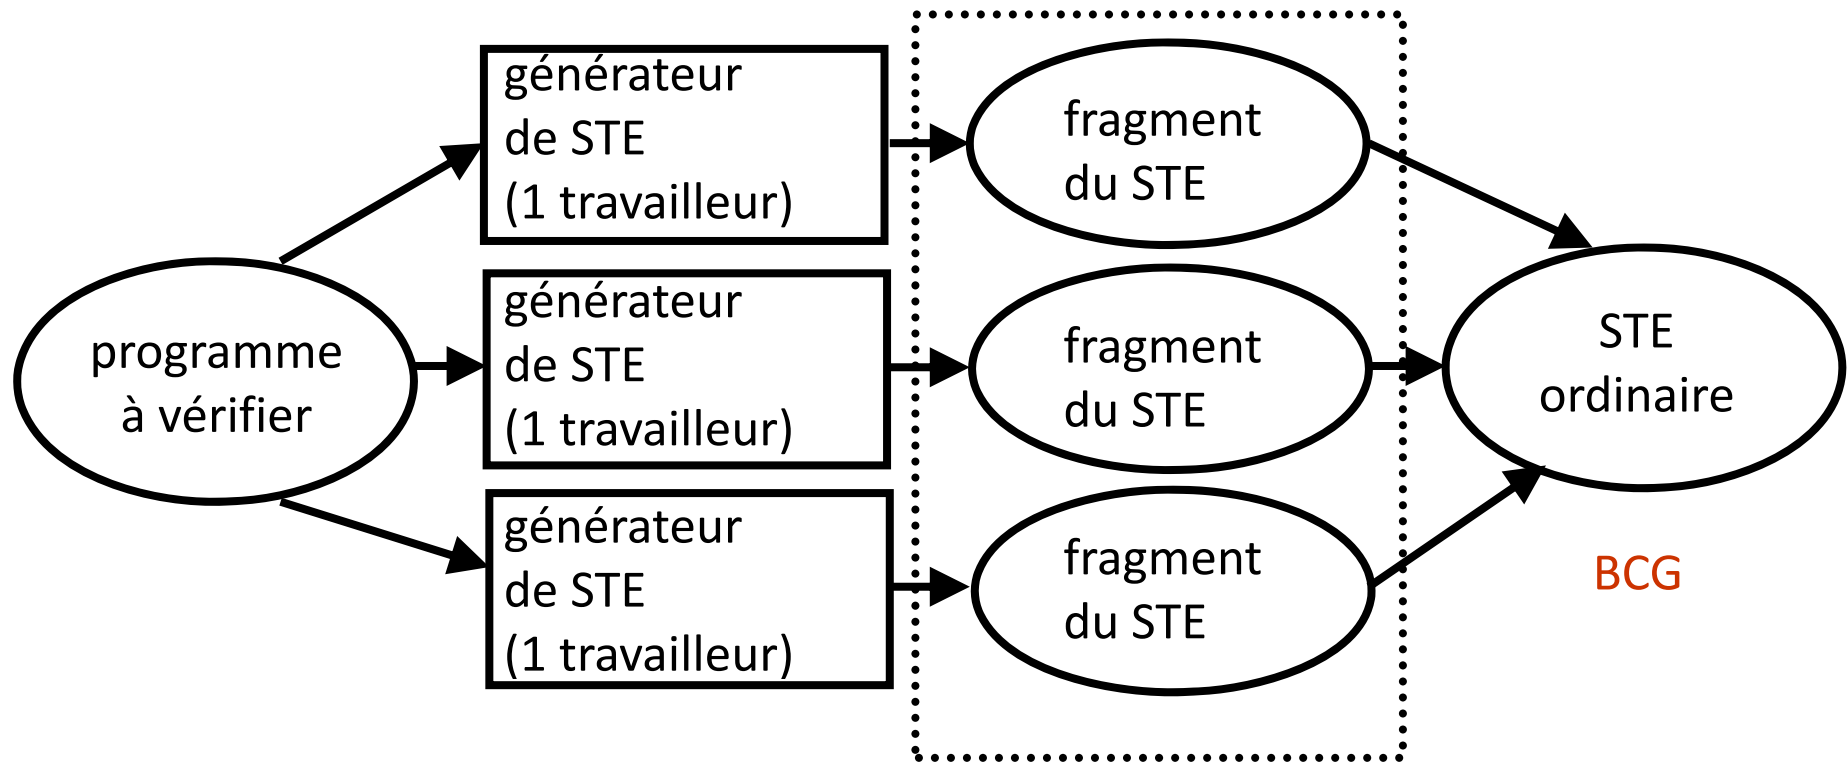 programme
à vérifier
générateur
de STE
(1 travailleur)
générateur
de STE
(1 travailleur)
générateur
de STE
(1 travailleur)
fragment
du STE
fragment
du STE
fragment
du STE
STE
ordinaire
BCG